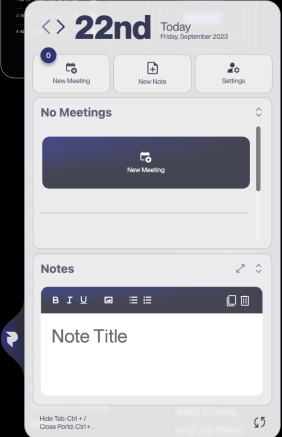 22nd
Today
Friday, September 2023
0
New Meeting
New Note
Settings
No Meetings
New Meeting
Notes
B I U
Note Title
Hide Tab: Ctrl + /
Close Portd: Ctrl + .